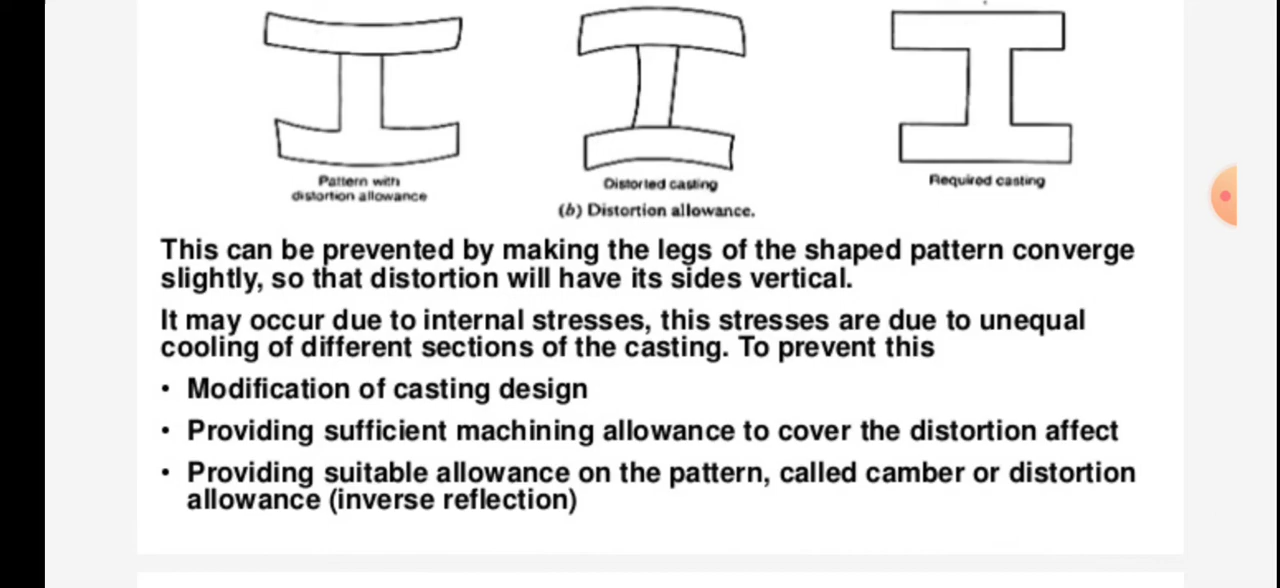 Pattern with
distortion allowance
Distorted casting
Required casting
(b) Distortion allowance.
This can be prevented by making the legs of the shaped pattern converge
slightly, so that distortion will have its sides vertical.
It may occur due to internal stresses, this stresses are due to unequal
cooling of different sections of the casting. To prevent this
• Modification of casting design
• Providing sufficient machining allowance to cover the distortion affect
• Providing suitable allowance on the pattern, called camber or distortion
allowance (inverse reflection)